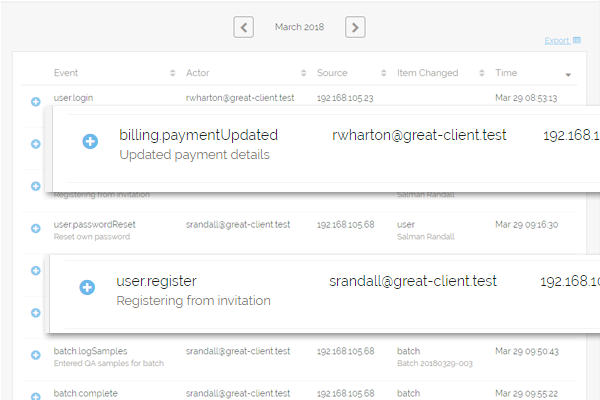 March 2018
Export
Event Actor Source Item Changed Time
user.login rwharton@great-client.test 192.168.105.23 Mar 29 08:53:13
billing.paymentUpdated rwharton@great-client.test 192.168.1
Updated payment details
Registering from invitation Salman Randall
user.passwordReset srandall@great-client.test 192.168.105.68 user Mar 29 09:16:30
Reset own password Salman Randall
user.register srandall@great-client.test 192.168.10
Registering from invitation
batch.logSamples srandall@great-client.test 192.168.105.68 batch Mar 29 09:50:43
Entered QA samples for batch Batch 20180329-003
batch.complete srandall@great-client.test 192.168.105.68 batch Mar 29 09:55:22